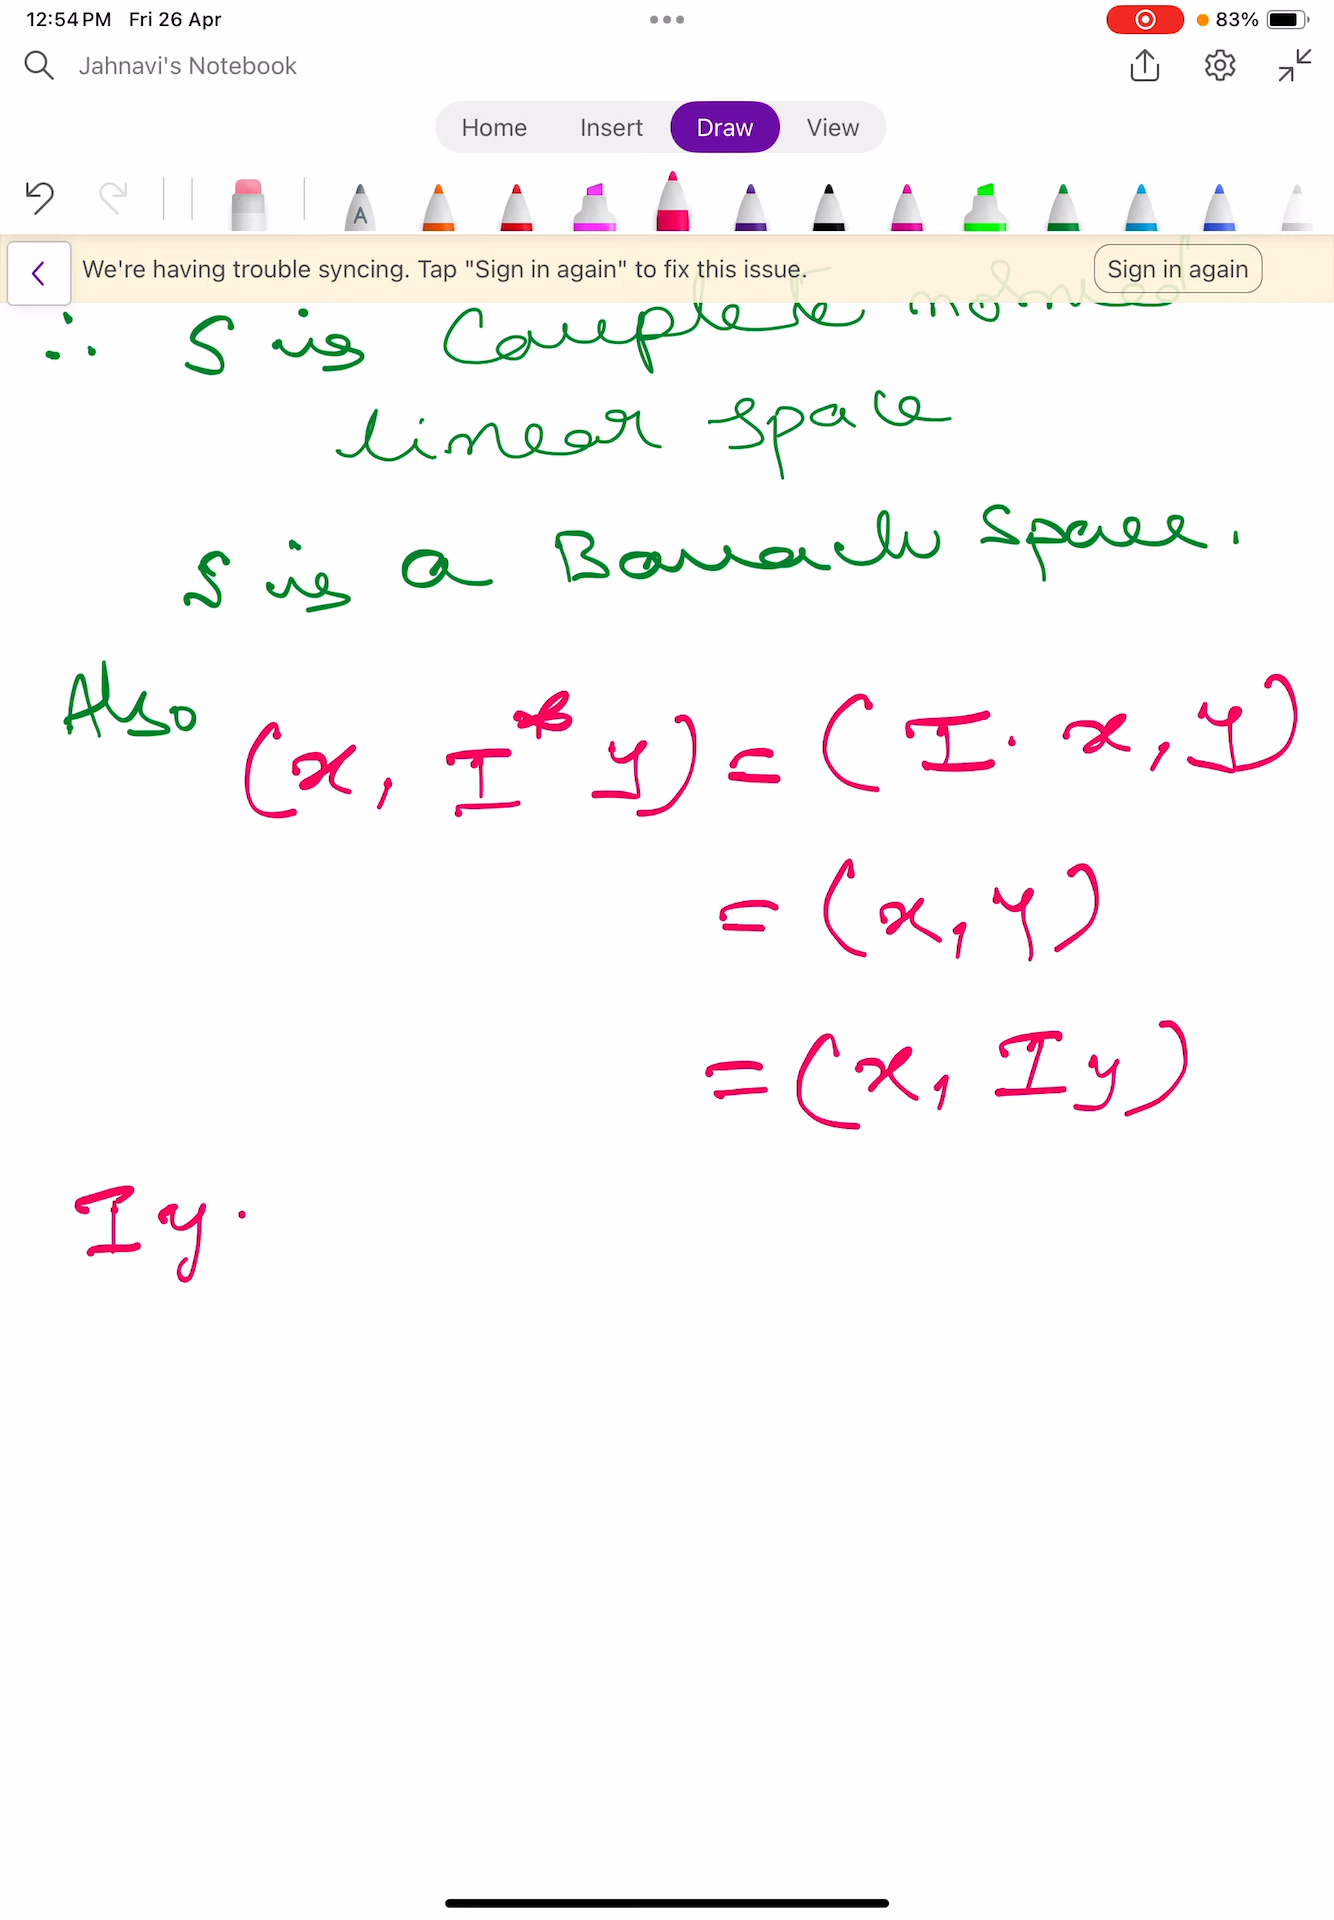 12:54 PM Fri 26 Apr 83%
Jahnavi's Notebook
Home Insert Draw View
A
We're having trouble syncing. Tap "Sign in again" to fix this issue. Sign in again
∴ S is Complete normed
linear space
S is a Banach Space.
Also (x, I* y) = (I · x, y)
= (x, y)
= (x, Iy)
Iy ·